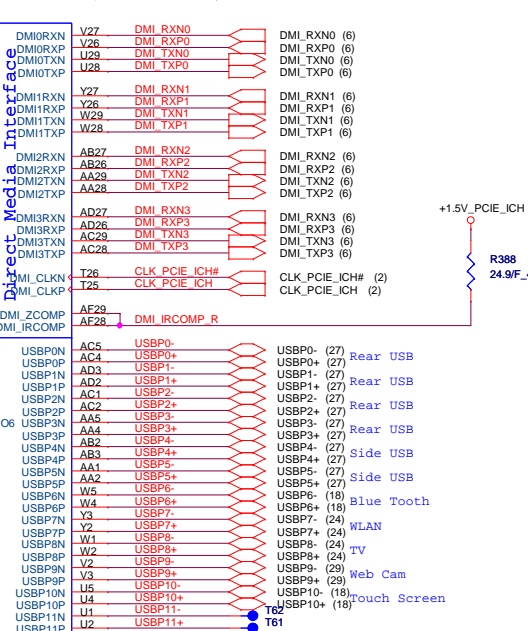 Direct Media Interface
DMI0RXN V27 DMI_RXN0 DMI_RXN0 (6)
DMI0RXP V26 DMI_RXP0 DMI_RXP0 (6)
DMI0TXN U29 DMI_TXN0 DMI_TXN0 (6)
DMI0TXP U28 DMI_TXP0 DMI_TXP0 (6)
DMI1RXN Y27 DMI_RXN1 DMI_RXN1 (6)
DMI1RXP Y26 DMI_RXP1 DMI_RXP1 (6)
DMI1TXN W29 DMI_TXN1 DMI_TXN1 (6)
DMI1TXP W28 DMI_TXP1 DMI_TXP1 (6)
DMI2RXN AB27 DMI_RXN2 DMI_RXN2 (6)
DMI2RXP AB26 DMI_RXP2 DMI_RXP2 (6)
DMI2TXN AA29 DMI_TXN2 DMI_TXN2 (6)
DMI2TXP AA28 DMI_TXP2 DMI_TXP2 (6)
DMI3RXN AD27 DMI_RXN3 DMI_RXN3 (6)
DMI3RXP AD26 DMI_RXP3 DMI_RXP3 (6)
DMI3TXN AC29 DMI_TXN3 DMI_TXN3 (6)
DMI3TXP AC28 DMI_TXP3 DMI_TXP3 (6)
+1.5V_PCIE_ICH
R388
24.9/F_
DMI_CLKN T26 CLK_PCIE_ICH# CLK_PCIE_ICH# (2)
DMI_CLKP T25 CLK_PCIE_ICH CLK_PCIE_ICH (2)
DMI_ZCOMP AF29
DMI_IRCOMP AF28 DMI_IRCOMP_R
USBP0N AC5 USBP0- USBP0- (27)
USBP0P AC4 USBP0+ USBP0+ (27) Rear USB
USBP1N AD3 USBP1- USBP1- (27)
USBP1P AD2 USBP1+ USBP1+ (27) Rear USB
USBP2N AC1 USBP2- USBP2- (27)
USBP2P AC2 USBP2+ USBP2+ (27) Rear USB
O6 USBP3N AA5 USBP3- USBP3- (27)
USBP3P AA4 USBP3+ USBP3+ (27) Rear USB
USBP4N AB2 USBP4- USBP4- (27)
USBP4P AB3 USBP4+ USBP4+ (27) Side USB
USBP5N AA1 USBP5- USBP5- (27)
USBP5P AA2 USBP5+ USBP5+ (27) Side USB
USBP6N W5 USBP6- USBP6- (18)
USBP6P W4 USBP6+ USBP6+ (18) Blue Tooth
USBP7N Y3 USBP7- USBP7- (24)
USBP7P Y2 USBP7+ USBP7+ (24) WLAN
USBP8N W1 USBP8- USBP8- (24)
USBP8P W2 USBP8+ USBP8+ (24) TV
USBP9N V2 USBP9- USBP9- (29)
USBP9P V3 USBP9+ USBP9+ (29) Web Cam
USBP10N U5 USBP10- USBP10- (18)
USBP10P U4 USBP10+ USBP10+ (18) Touch Screen
USBP11N U1 USBP11- T62
USBP11P U2 USBP11+ T61